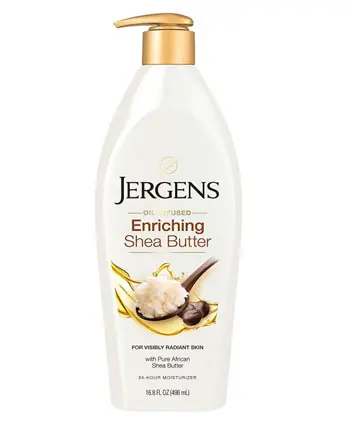 JERGENS
OIL-INFUSED
Enriching
Shea Butter
FOR VISIBLY RADIANT SKIN
with Pure African
Shea Butter
24-HOUR MOISTURIZER
16.8 FL OZ (496 mL)